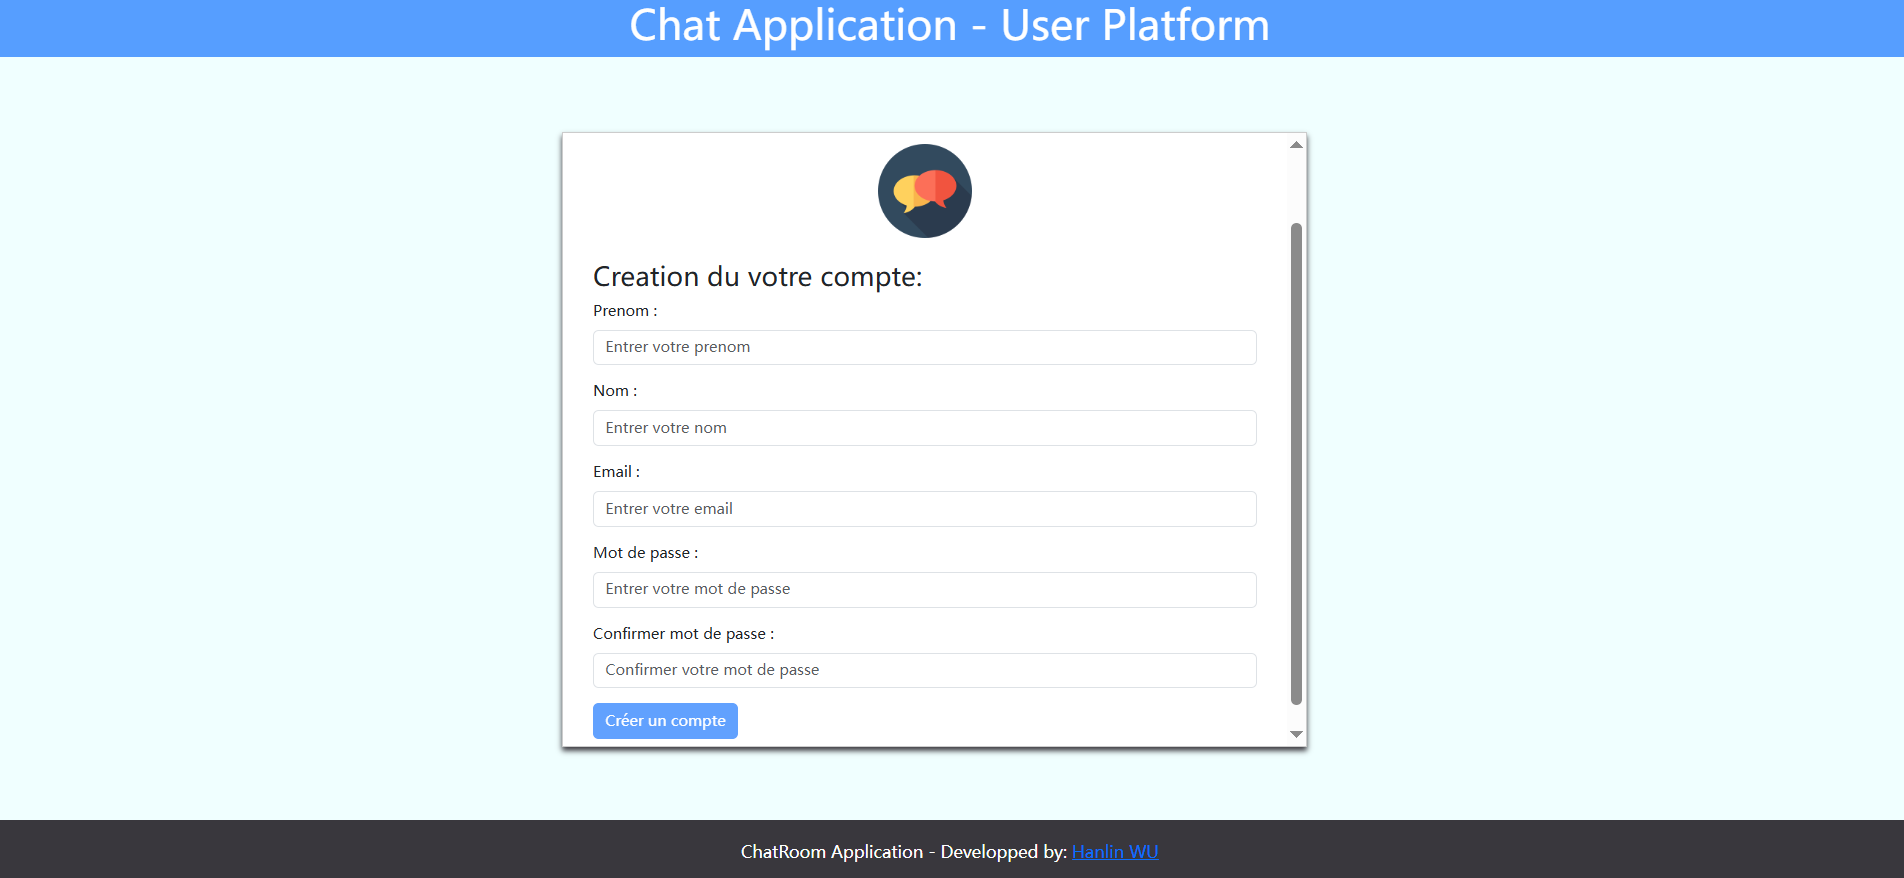 Chat Application - User Platform
Creation du votre compte:
Prenom :
Entrer votre prenom
Nom :
Entrer votre nom
Email :
Entrer votre email
Mot de passe :
Entrer votre mot de passe
Confirmer mot de passe :
Confirmer votre mot de passe
Créer un compte
ChatRoom Application - Developped by: Hanlin WU